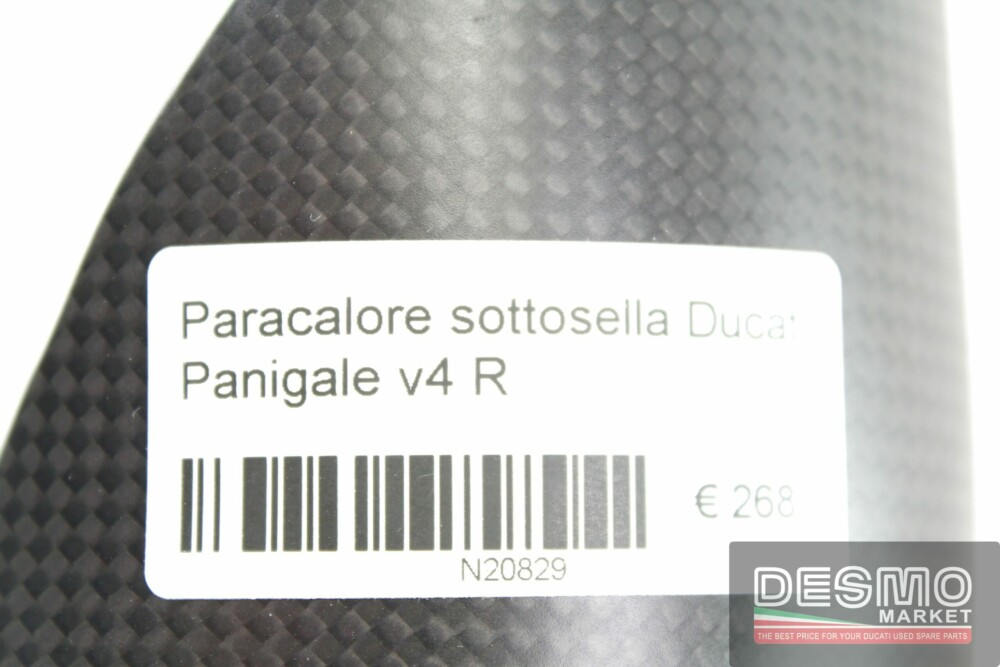 Paracalore sottosella Ducat
Panigale v4 R
€ 268
N20829
DESMO
MARKET
THE BEST PRICE FOR YOUR DUCATI USED SPARE PARTS